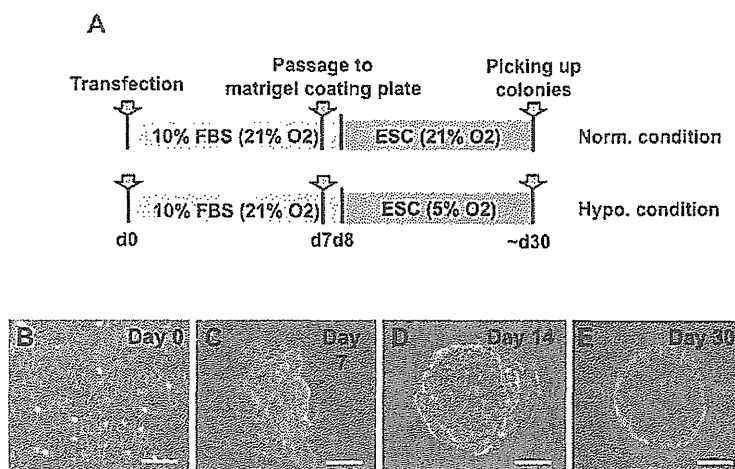 A
Transfection
Passage to
matrigel coating plate
Picking up
colonies
10% FBS (21% O2)
ESC (21% O2)
Norm. condition
10% FBS (21% O2)
ESC (5% O2)
Hypo. condition
d0
d7d8
~d30
B
Day 0
C
Day
7
D
Day 14
E
Day 30